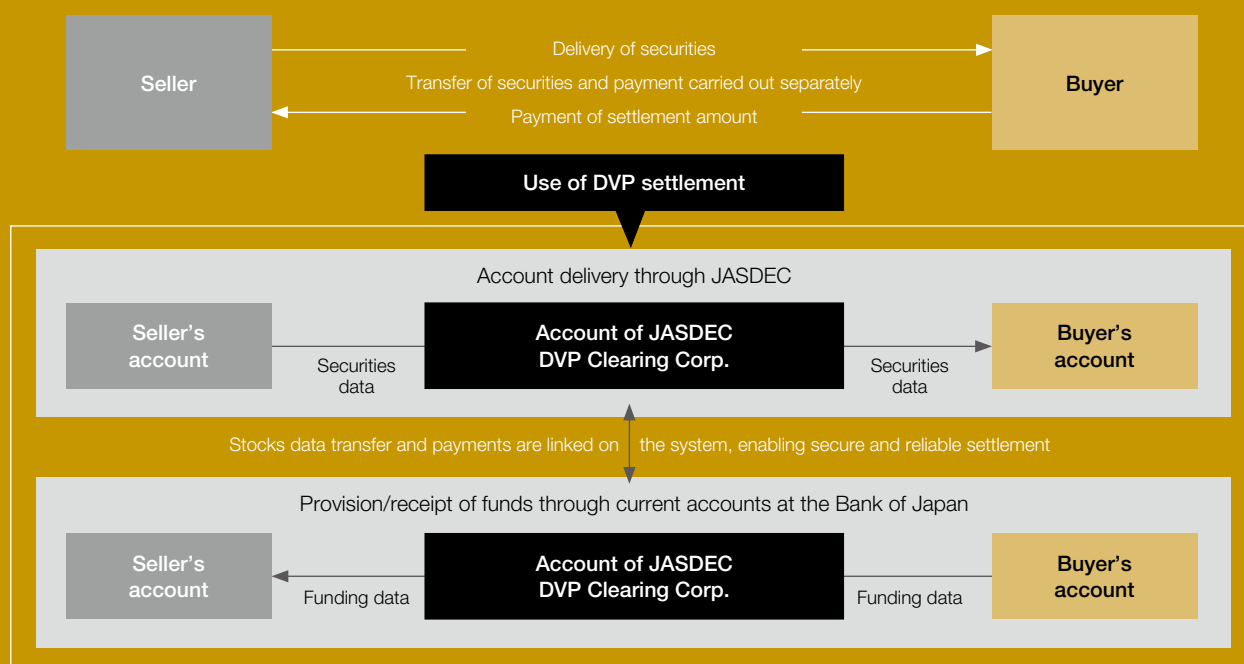 Delivery of securities
Seller
Transfer of securities and payment carried out separately
Buyer
Payment of settlement amount
Use of DVP settlement
Account delivery through JASDEC
Seller’s
account
Securities
data
Account of JASDEC
DVP Clearing Corp.
Securities
data
Buyer’s
account
Stocks data transfer and payments are linked on the system, enabling secure and reliable settlement
Provision/receipt of funds through current accounts at the Bank of Japan
Seller’s
account
Funding data
Account of JASDEC
DVP Clearing Corp.
Funding data
Buyer’s
account